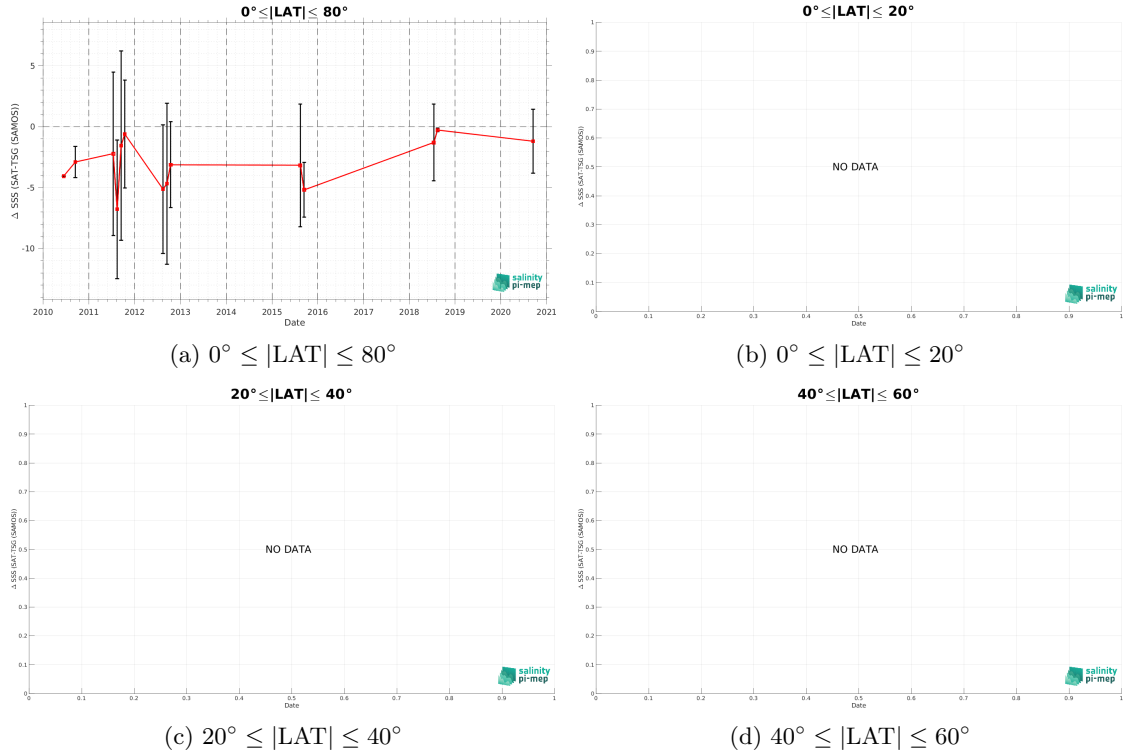 0°≤|LAT|≤ 80°
Δ SSS (SAT-TSG (SAMOS))
5
0
-5
-10
2010 2011 2012 2013 2014 2015 2016 2017 2018 2019 2020 2021
Date
salinity
pi-mep
(a) 0° ≤ |LAT| ≤ 80°
0°≤|LAT|≤ 20°
Δ SSS (SAT-TSG (SAMOS))
1
0.9
0.8
0.7
0.6
0.5
0.4
0.3
0.2
0.1
0
NO DATA
0 0.1 0.2 0.3 0.4 0.5 0.6 0.7 0.8 0.9 1
Date
salinity
pi-mep
(b) 0° ≤ |LAT| ≤ 20°
20°≤|LAT|≤ 40°
Δ SSS (SAT-TSG (SAMOS))
1
0.9
0.8
0.7
0.6
0.5
0.4
0.3
0.2
0.1
0
NO DATA
0 0.1 0.2 0.3 0.4 0.5 0.6 0.7 0.8 0.9 1
Date
salinity
pi-mep
(c) 20° ≤ |LAT| ≤ 40°
40°≤|LAT|≤ 60°
Δ SSS (SAT-TSG (SAMOS))
1
0.9
0.8
0.7
0.6
0.5
0.4
0.3
0.2
0.1
0
NO DATA
0 0.1 0.2 0.3 0.4 0.5 0.6 0.7 0.8 0.9 1
Date
salinity
pi-mep
(d) 40° ≤ |LAT| ≤ 60°